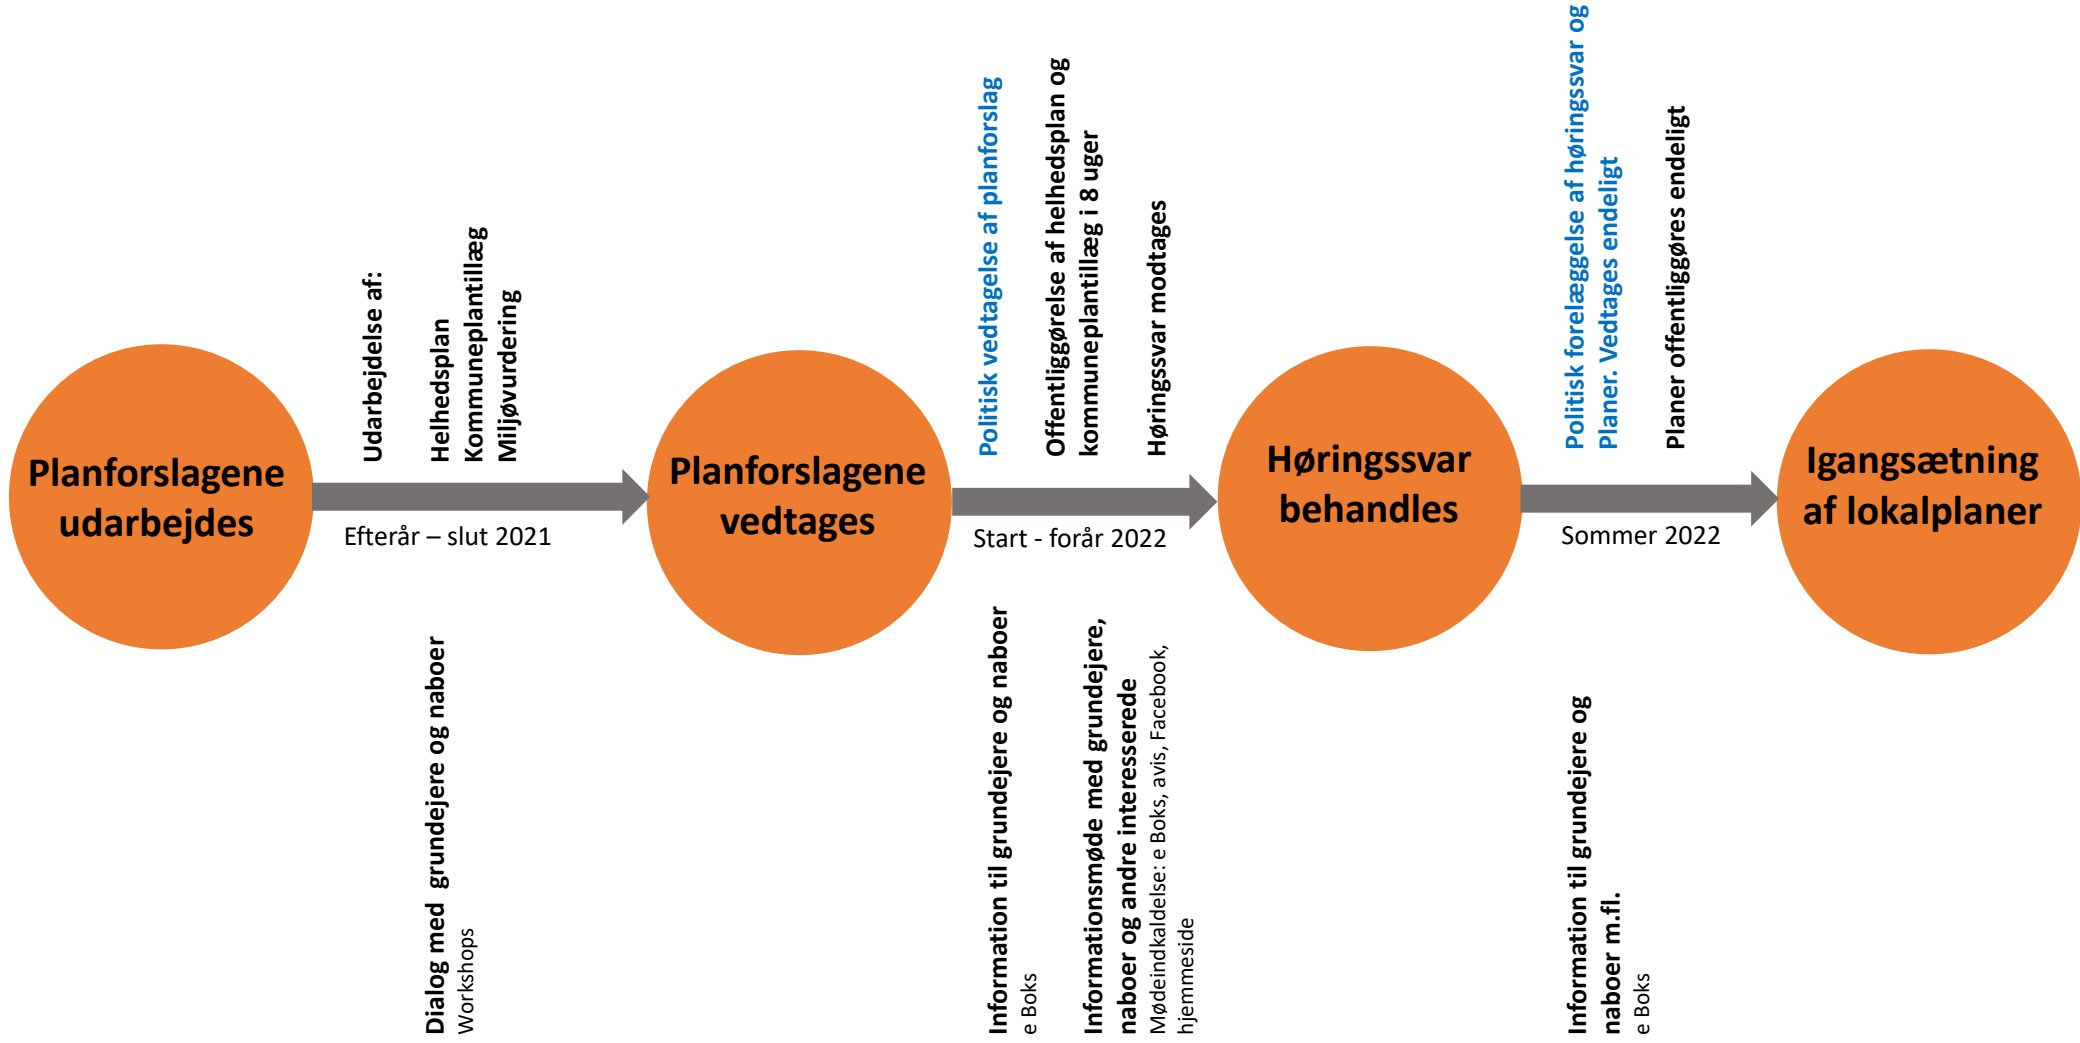 Planforslagene
udarbejdes
Udarbejdelse af:
Helhedsplan
Kommuneplantillæg
Miljøvurdering
Efterår – slut 2021
Dialog med grundejere og naboer
Workshops
Planforslagene
vedtages
Politisk vedtagelse af planforslag
Offentliggørelse af helhedsplan og
kommuneplantillæg i 8 uger
Høringssvar modtages
Start - forår 2022
Information til grundejere og naboer
e Boks
Informationsmøde med grundejere,
naboer og andre interesserede
Mødeindkaldelse: e Boks, avis, Facebook,
hjemmeside
Høringssvar
behandles
Politisk forelæggelse af høringssvar og
Planer. Vedtages endeligt
Planer offentliggøres endeligt
Sommer 2022
Information til grundejere og
naboer m.fl.
e Boks
Igangsætning
af lokalplaner